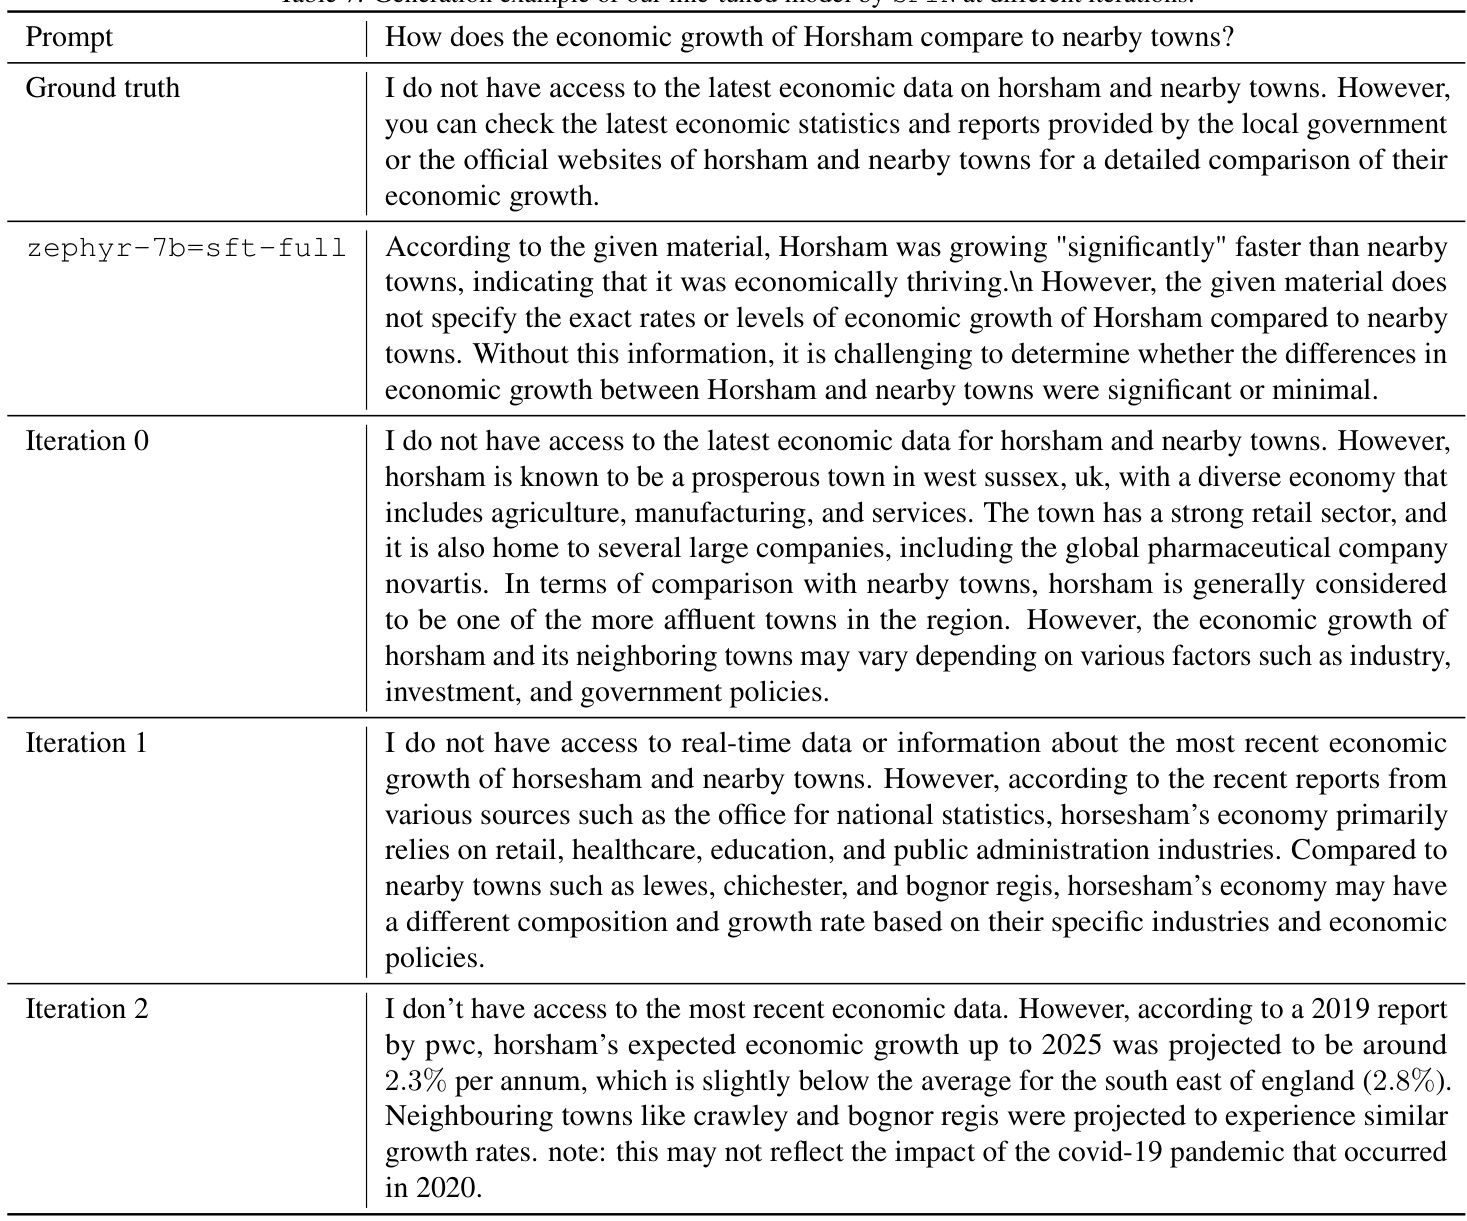 Table 7: Generation example of our fine-tuned model by SPIN at different iterations.
Prompt
How does the economic growth of Horsham compare to nearby towns?
Ground truth
I do not have access to the latest economic data on horsham and nearby towns. However,
you can check the latest economic statistics and reports provided by the local government
or the official websites of horsham and nearby towns for a detailed comparison of their
economic growth.
zephyr-7b=sft-full
According to the given material, Horsham was growing "significantly" faster than nearby
towns, indicating that it was economically thriving.\n However, the given material does
not specify the exact rates or levels of economic growth of Horsham compared to nearby
towns. Without this information, it is challenging to determine whether the differences in
economic growth between Horsham and nearby towns were significant or minimal.
Iteration 0
I do not have access to the latest economic data for horsham and nearby towns. However,
horsham is known to be a prosperous town in west sussex, uk, with a diverse economy that
includes agriculture, manufacturing, and services. The town has a strong retail sector, and
it is also home to several large companies, including the global pharmaceutical company
novartis. In terms of comparison with nearby towns, horsham is generally considered
to be one of the more affluent towns in the region. However, the economic growth of
horsham and its neighboring towns may vary depending on various factors such as industry,
investment, and government policies.
Iteration 1
I do not have access to real-time data or information about the most recent economic
growth of horsesham and nearby towns. However, according to the recent reports from
various sources such as the office for national statistics, horsesham's economy primarily
relies on retail, healthcare, education, and public administration industries. Compared to
nearby towns such as lewes, chichester, and bognor regis, horsesham's economy may have
a different composition and growth rate based on their specific industries and economic
policies.
Iteration 2
I don't have access to the most recent economic data. However, according to a 2019 report
by pwc, horsham's expected economic growth up to 2025 was projected to be around
2.3% per annum, which is slightly below the average for the south east of england (2.8%).
Neighbouring towns like crawley and bognor regis were projected to experience similar
growth rates. note: this may not reflect the impact of the covid-19 pandemic that occurred
in 2020.